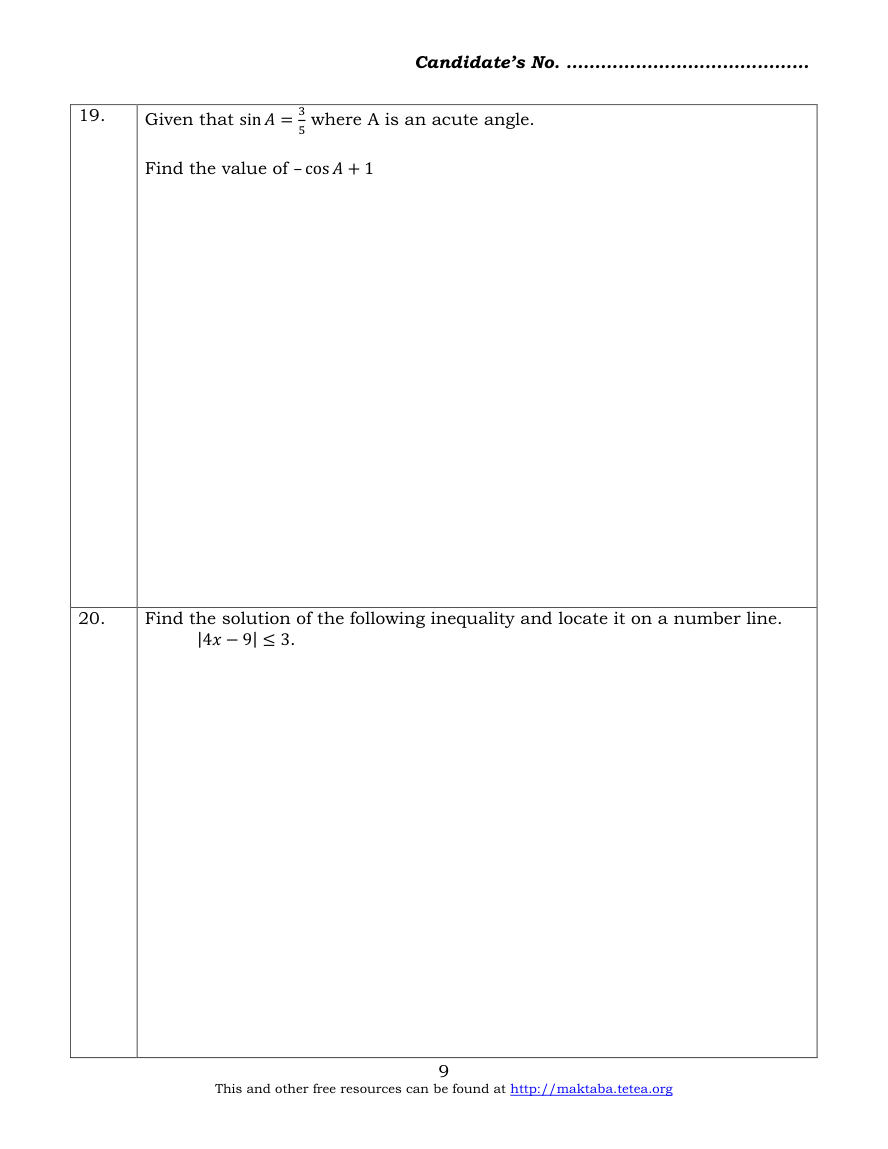 Candidate’s No. ..........................................
19. Given that sin A = 3/5 where A is an acute angle.
Find the value of – cos A + 1
20. Find the solution of the following inequality and locate it on a number line.
|4x − 9| ≤ 3.
9
This and other free resources can be found at http://maktaba.tetea.org